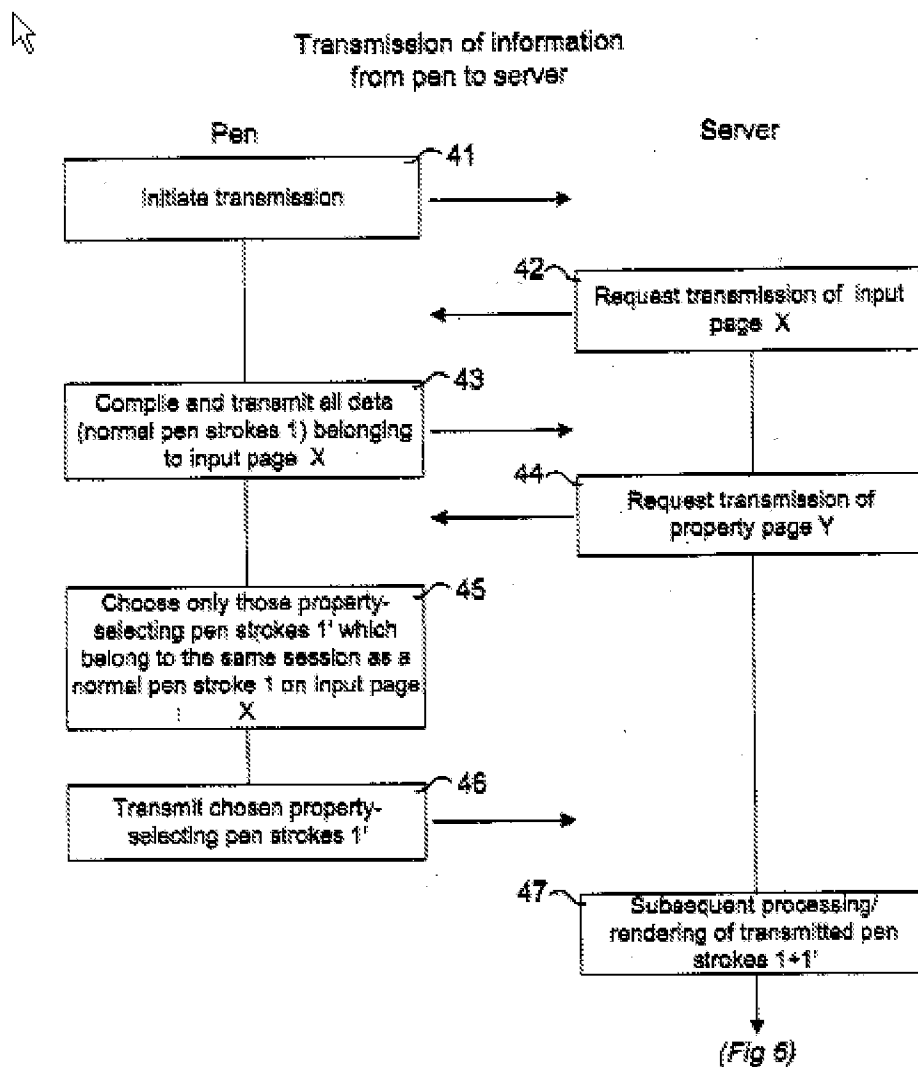 Transmission of information
from pen to server
Pen
Server
41
Initiate transmission
42
Request transmission of input
page X
43
Compile and transmit all data
(normal pen strokes 1) belonging
to input page X
44
Request transmission of
property page Y
45
Choose only those property-
selecting pen strokes 1' which
belong to the same session as a
normal pen stroke 1 on input page
X
46
Transmit chosen property-
selecting pen strokes 1'
47
Subsequent processing/
rendering of transmitted pen
strokes 1+1'
(Fig 6)